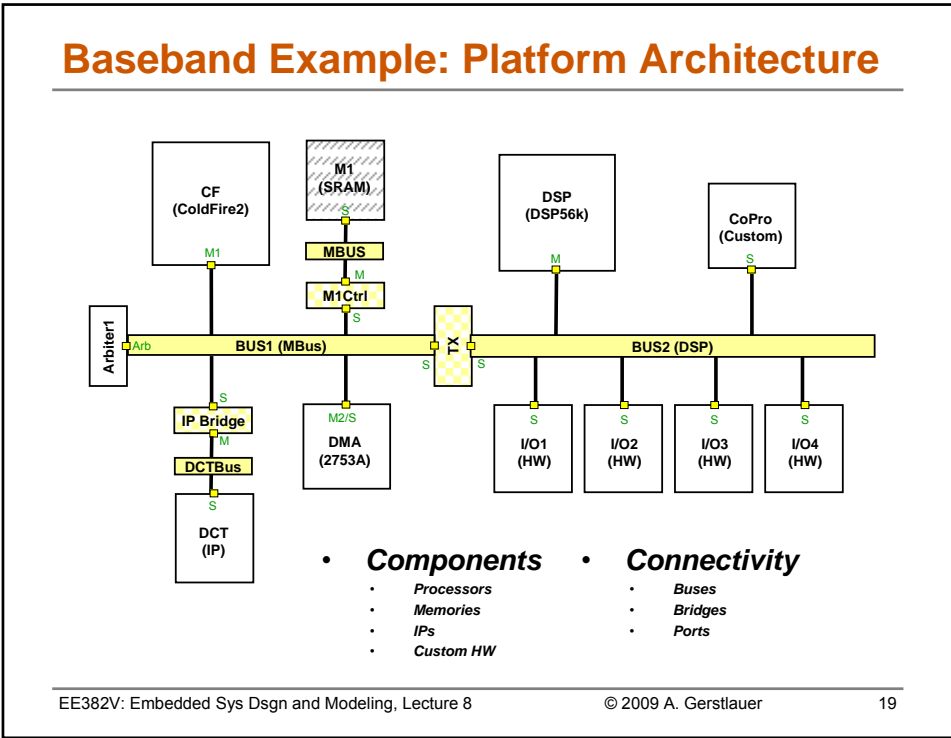 Baseband Example: Platform Architecture
CF
(ColdFire2)
M1
M1
(SRAM)
S
MBUS
M
M1Ctrl
S
DSP
(DSP56k)
M
CoPro
(Custom)
S
Arbiter1
Arb
BUS1 (MBus)
S
TX
S
BUS2 (DSP)
S
IP Bridge
M
DCTBus
S
DCT
(IP)
M2/S
DMA
(2753A)
S
I/O1
(HW)
S
I/O2
(HW)
S
I/O3
(HW)
S
I/O4
(HW)
• Components
• Processors
• Memories
• IPs
• Custom HW
• Connectivity
• Buses
• Bridges
• Ports
EE382V: Embedded Sys Dsgn and Modeling, Lecture 8 © 2009 A. Gerstlauer 19